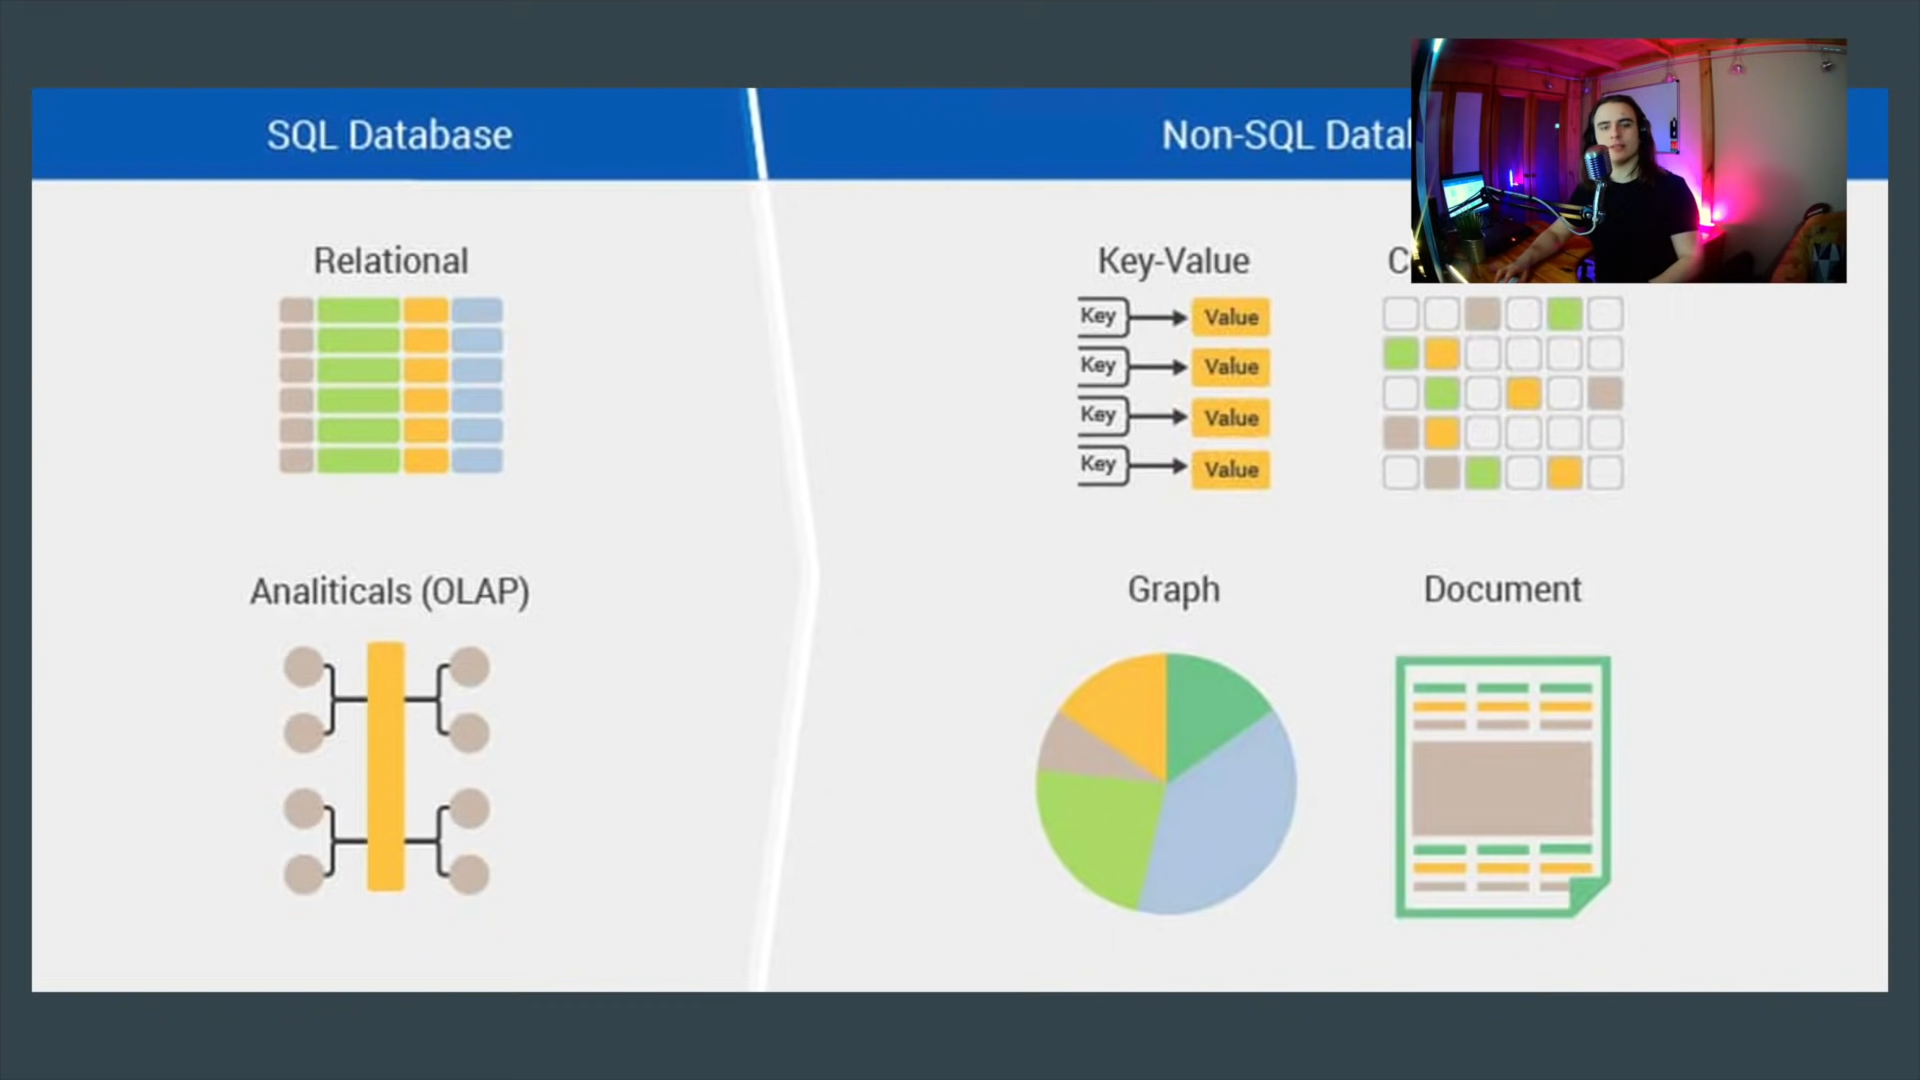 SQL Database
Non-SQL
Relational
Key-Value
Key Value
Key Value
Key Value
Key Value
Analiticals (OLAP)
Graph
Document